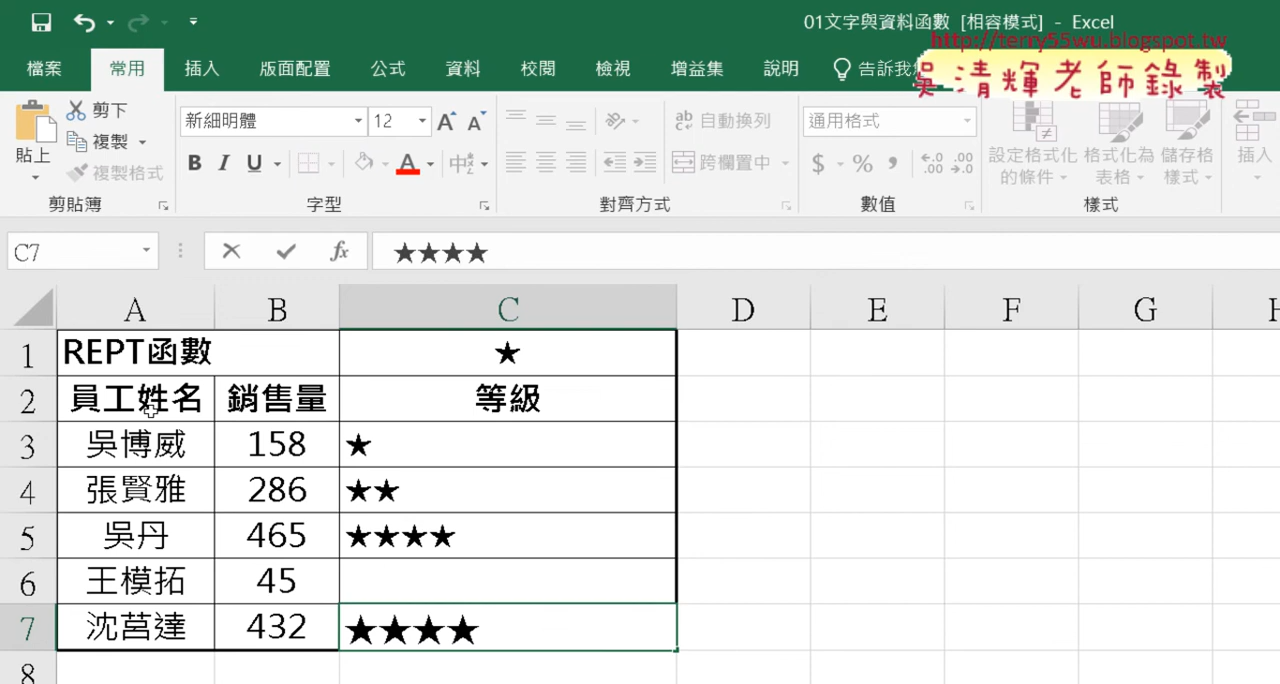 01文字與資料函數 [相容模式] - Excel
http://terry55wu.blogspot.tw
檔案 常用 插入 版面配置 公式 資料 校閱 檢視 增益集 說明 告訴我
吳清輝老師錄製
新細明體 12 ab 自動換列 通用格式
剪下
貼上 複製 設定格式化的條件 格式化為表格 儲存格樣式 插入
複製格式 B I U A 中 跨欄置中 $ % , .0 .00 .00 .0
剪貼簿 字型 對齊方式 數值 樣式
C7 fx ★★★★
A B C D E F G H
1 REPT函數 ★
2 員工姓名 銷售量 等級
3 吳博威 158 ★
4 張賢雅 286 ★★
5 吳丹 465 ★★★★
6 王模拓 45
7 沈莒達 432 ★★★★
8